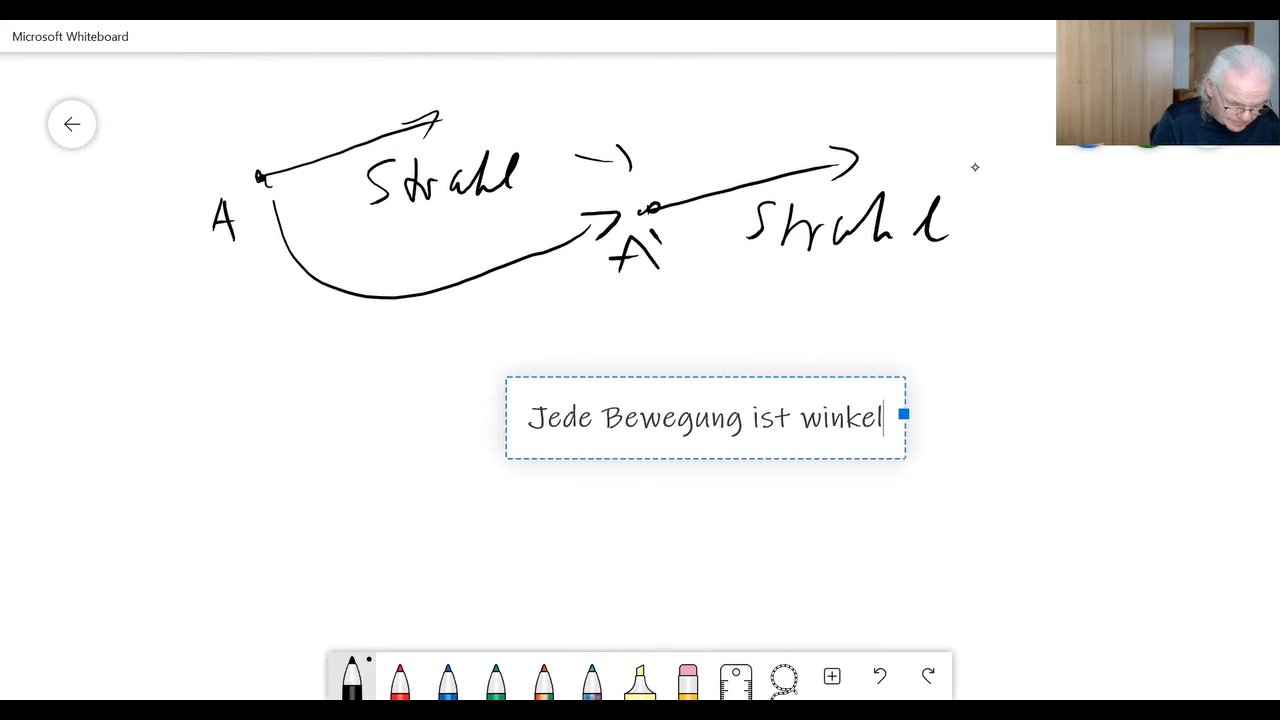 Microsoft Whiteboard
Strahl
A
A'
Strahl
Jede Bewegung ist winkel